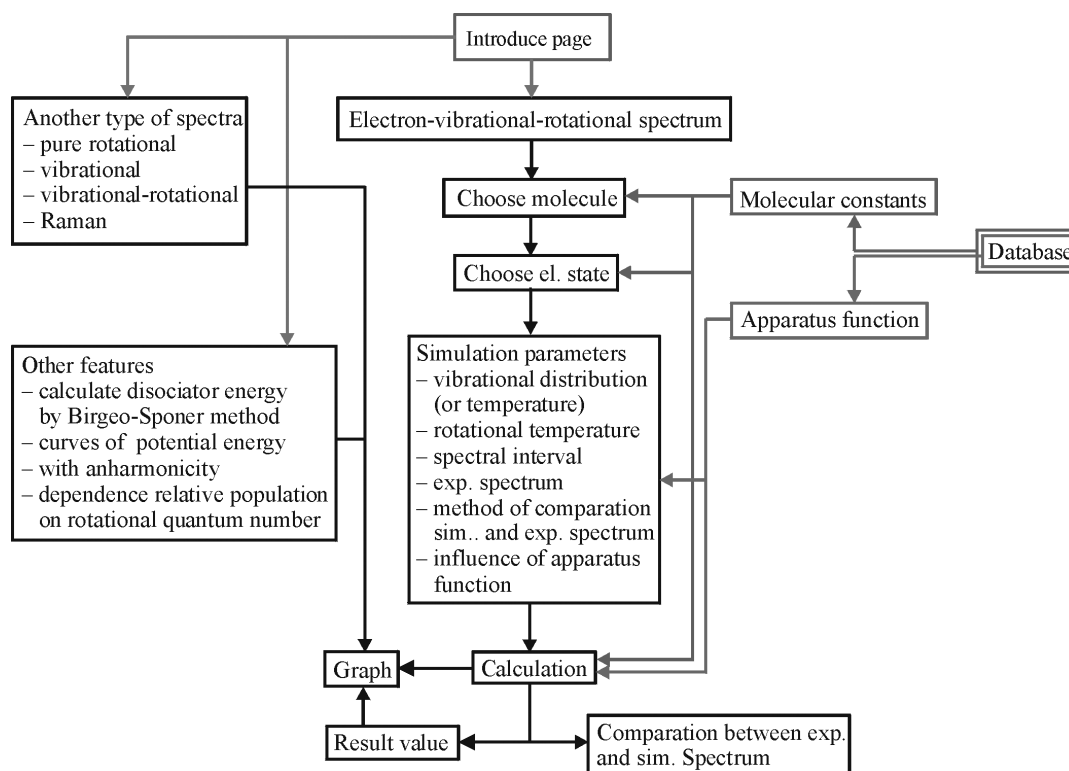 Introduce page
Another type of spectra
– pure rotational
– vibrational
– vibrational-rotational
– Raman
Electron-vibrational-rotational spectrum
Choose molecule
Molecular constants
Database
Choose el. state
Apparatus function
Other features
– calculate disociator energy
by Birgeo-Sponer method
– curves of potential energy
– with anharmonicity
– dependence relative population
on rotational quantum number
Simulation parameters
– vibrational distribution
(or temperature)
– rotational temperature
– spectral interval
– exp. spectrum
– method of comparation
sim.. and exp. spectrum
– influence of apparatus
function
Graph
Calculation
Result value
Comparation between exp.
and sim. Spectrum